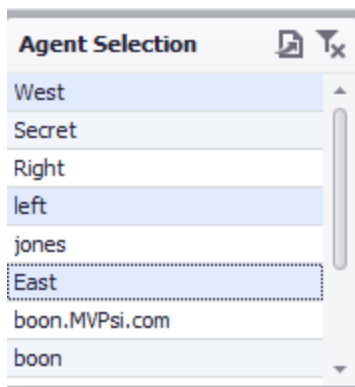 Agent Selection
West
Secret
Right
left
jones
East
boon.MVPsi.com
boon